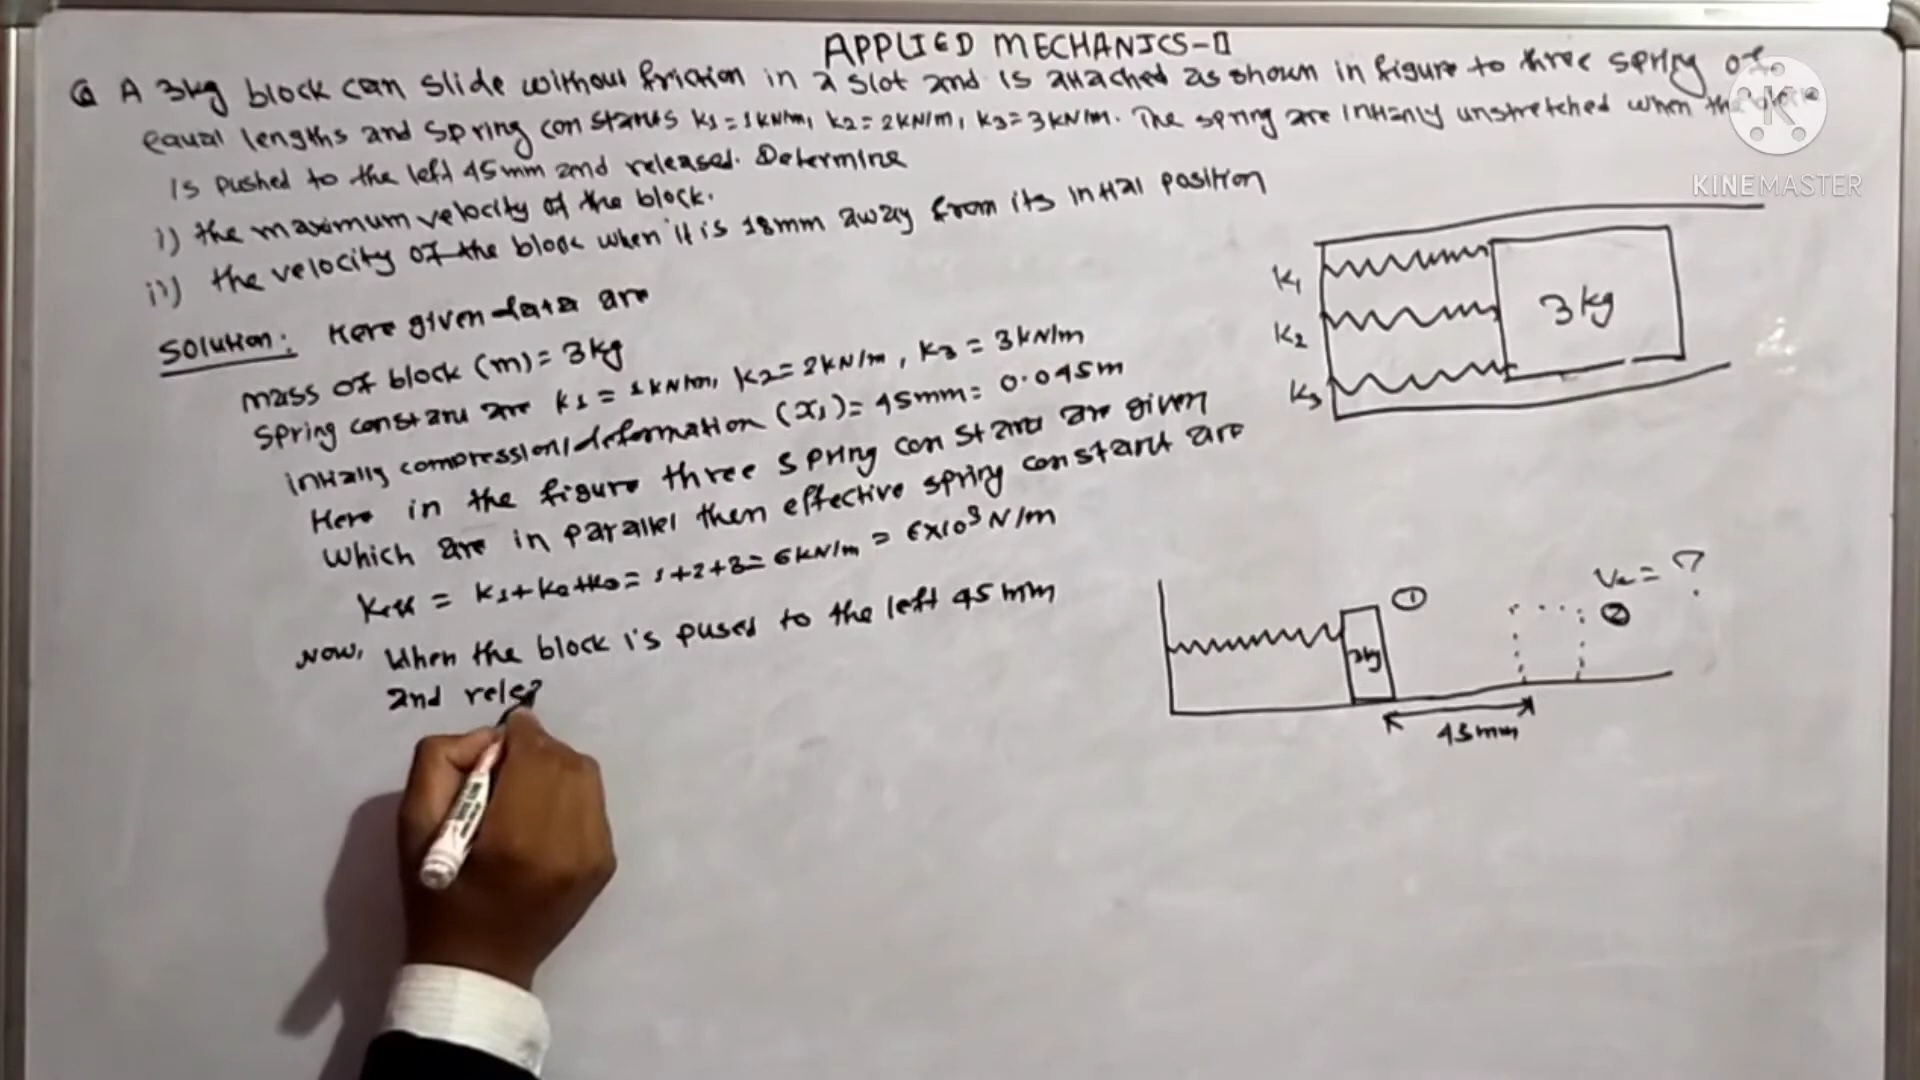 APPLIED MECHANICS-II
Q A 3kg block can slide without friction in a slot and is attached as shown in figure to three spring of
equal lengths and spring constants k1 = 1kN/m, k2 = 2kN/m, k3 = 3kN/m. The spring are initially unstretched when the
is pushed to the left 45mm and released. Determine
i) the maximum velocity of the block.
ii) the velocity of the block when it is 18mm away from its initial position
Solution: Here given data are
mass of block (m) = 3kg
spring constant are k1 = 1kN/m, k2 = 2kN/m, k3 = 3kN/m
initially compression/deformation (x1) = 45mm = 0.045m
Here in the figure three spring constant are given
which are in parallel then effective spring constant are
Keff = k1+k2+k3 = 1+2+3 = 6kN/m = 6x10³ N/m
Now, When the block is pused to the left 45mm
and relea
K1
K2
K3
3kg
3kg
①
②
V2 = ?
45mm
K
KINEMASTER